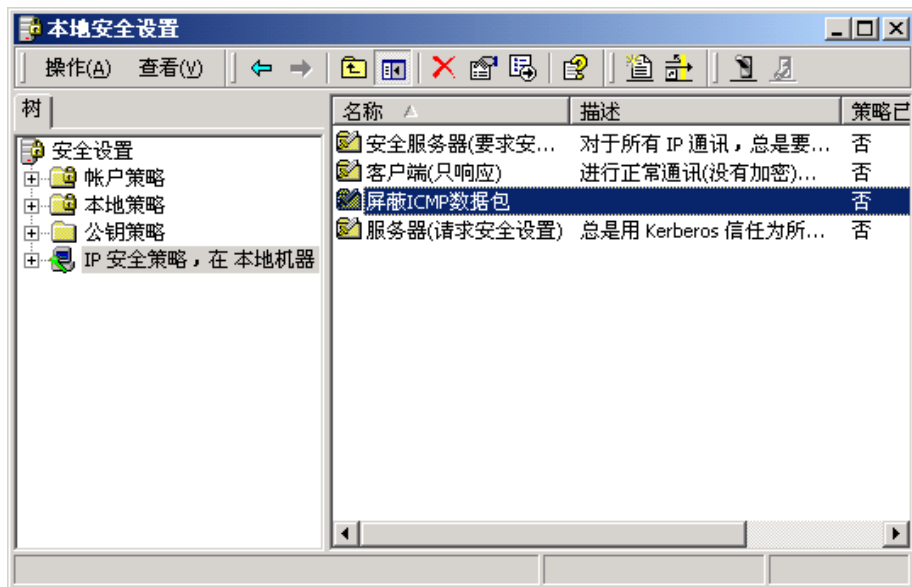 本地安全设置
操作(A) 查看(V)
树
安全设置
帐户策略
本地策略
公钥策略
IP 安全策略，在 本地机器
名称 描述 策略已
安全服务器(要求安... 对于所有 IP 通讯，总是要... 否
客户端(只响应) 进行正常通讯(没有加密)... 否
屏蔽ICMP数据包 否
服务器(请求安全设置) 总是用 Kerberos 信任为所... 否